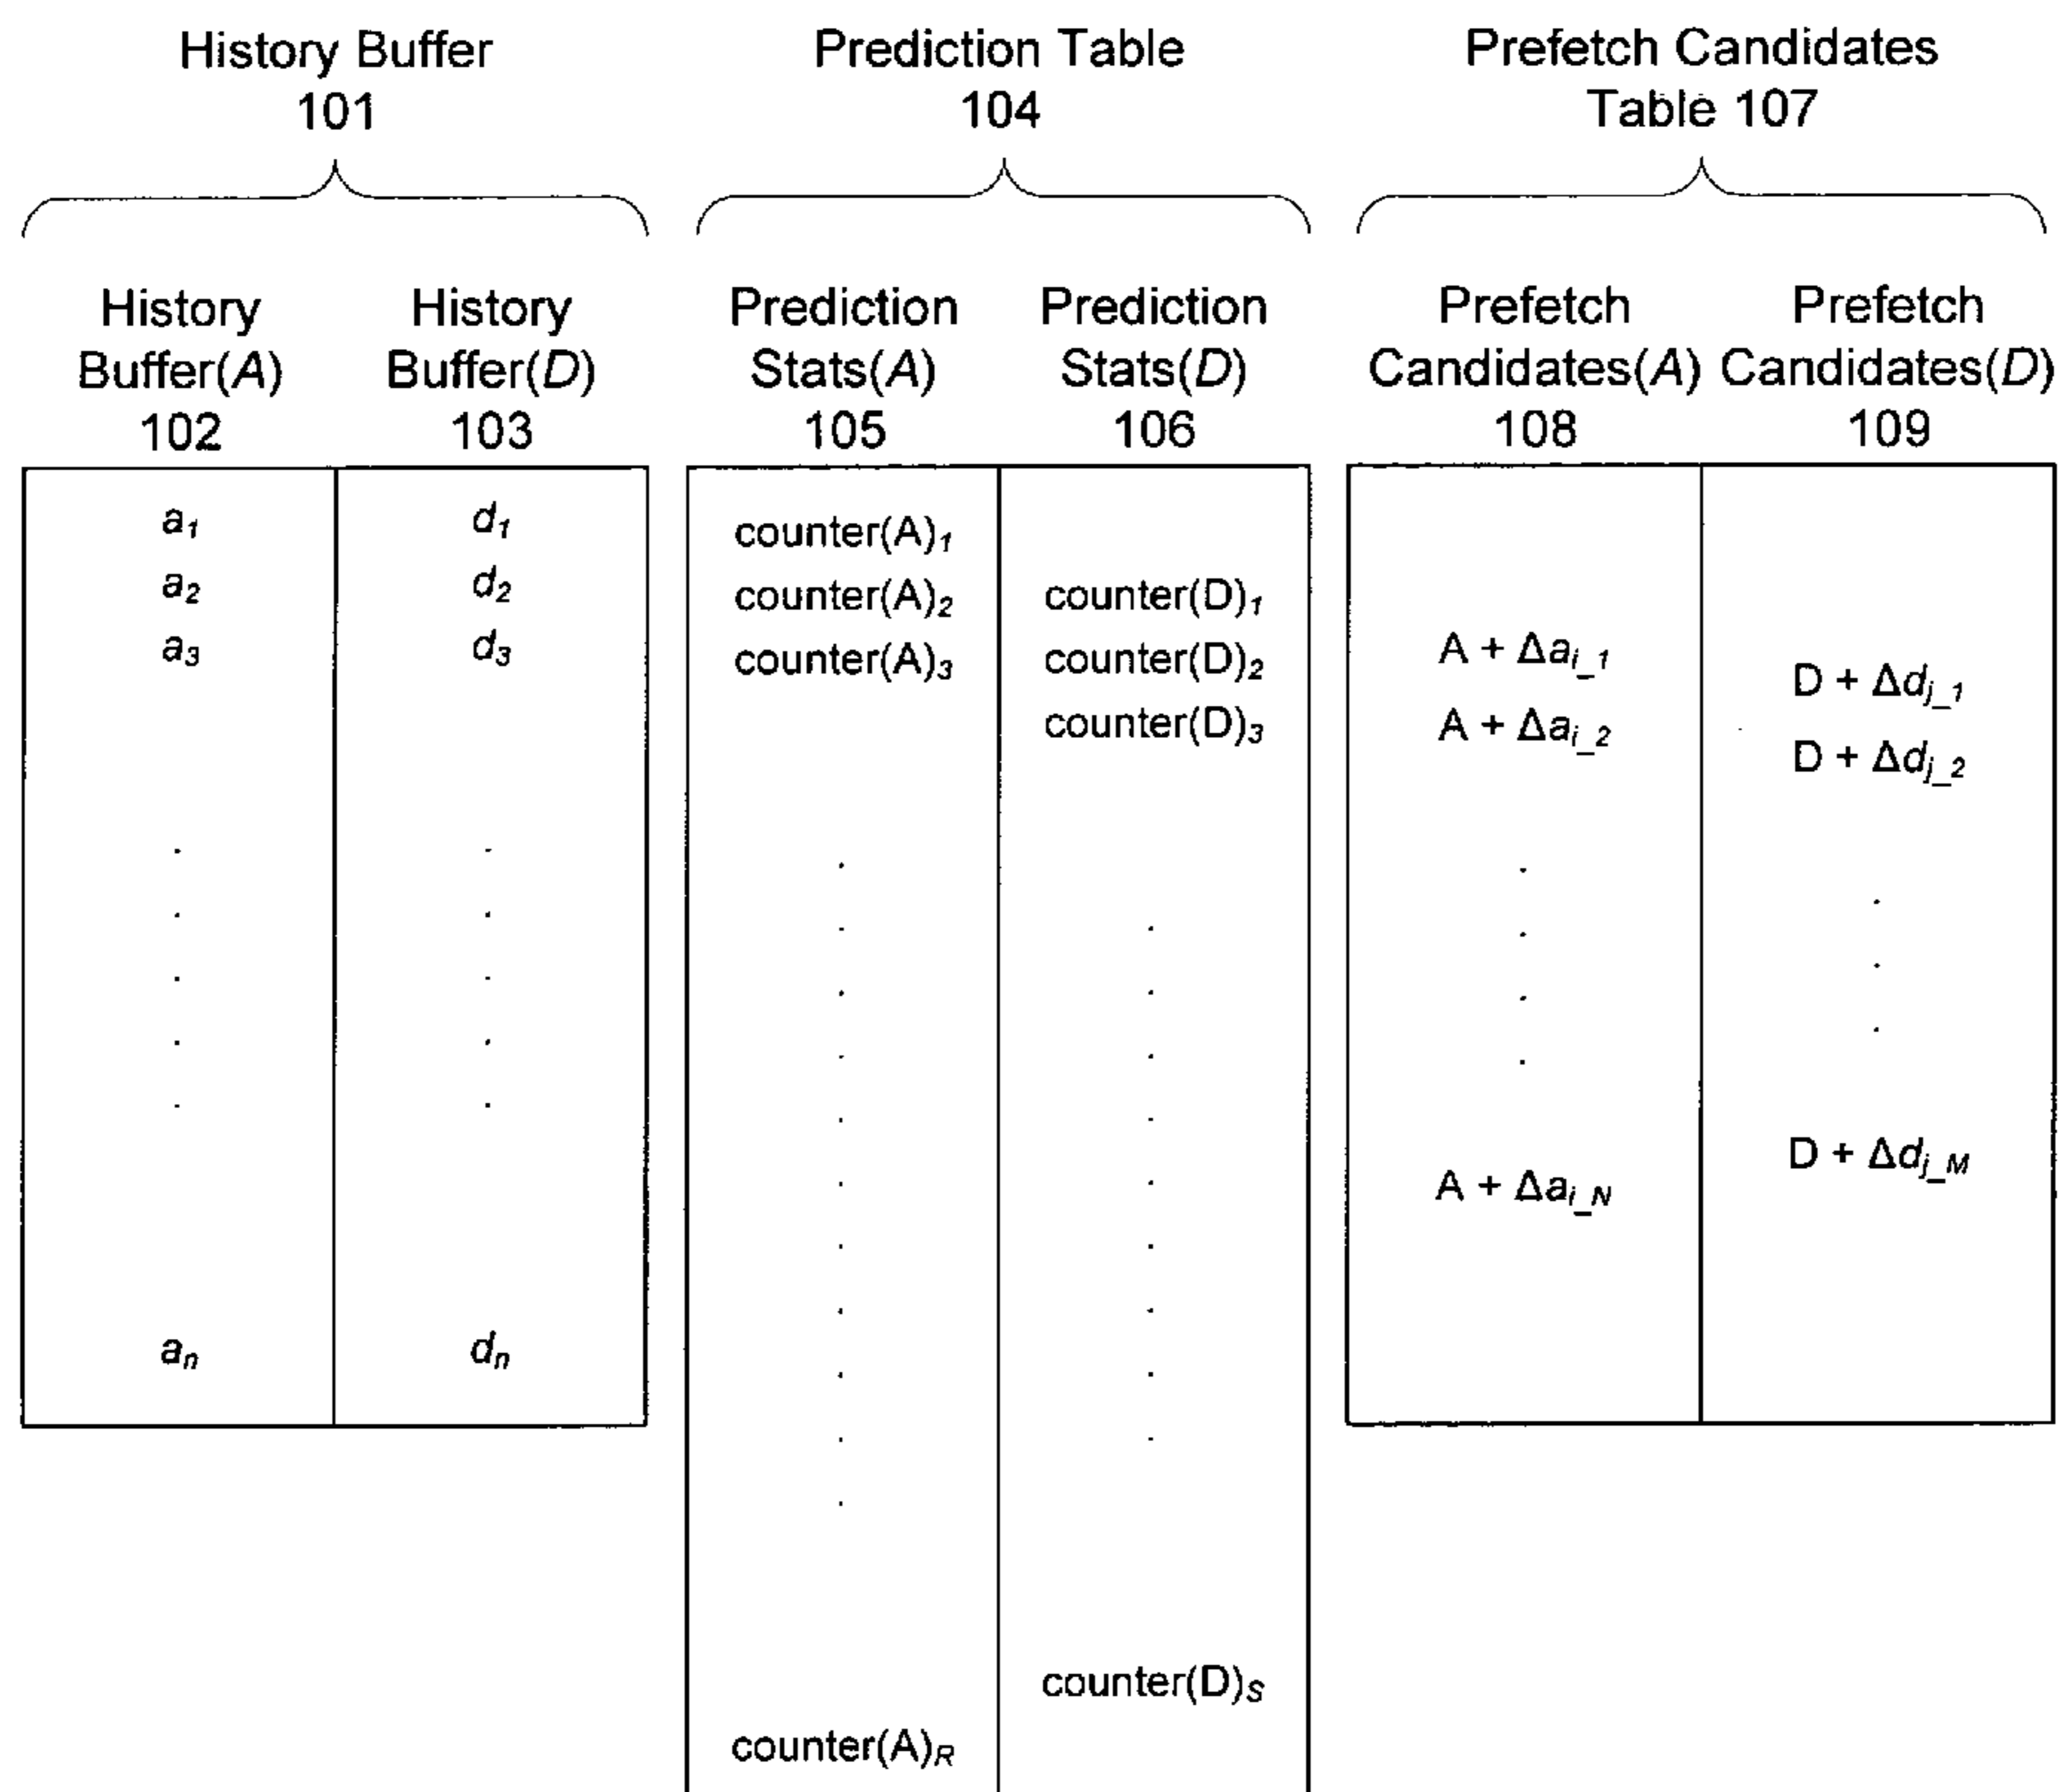 History Buffer
101
Prediction Table
104
Prefetch Candidates
Table 107
History
Buffer(A)
102
History
Buffer(D)
103
Prediction
Stats(A)
105
Prediction
Stats(D)
106
Prefetch
Candidates(A)
108
Prefetch
Candidates(D)
109
a1
a2
a3
an
d1
d2
d3
dn
counter(A)1
counter(A)2
counter(A)3
counter(A)R
counter(D)1
counter(D)2
counter(D)3
counter(D)S
A + Δai_1
A + Δai_2
A + Δai_N
D + Δdj_1
D + Δdj_2
D + Δdj_M